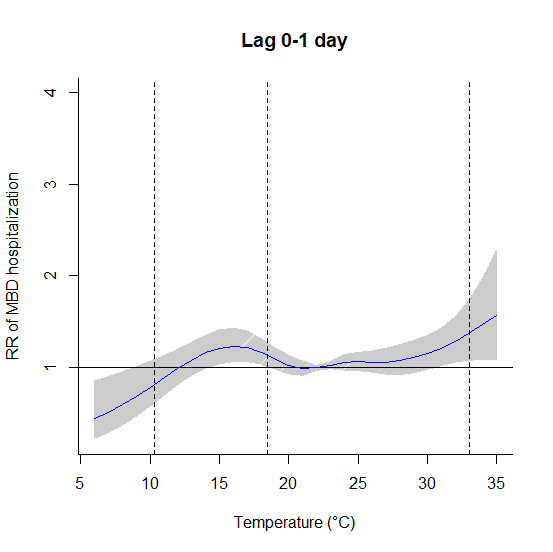 Lag 0-1 day
RR of MBD hospitalization
4
3
2
1
5 10 15 20 25 30 35
Temperature (°C)